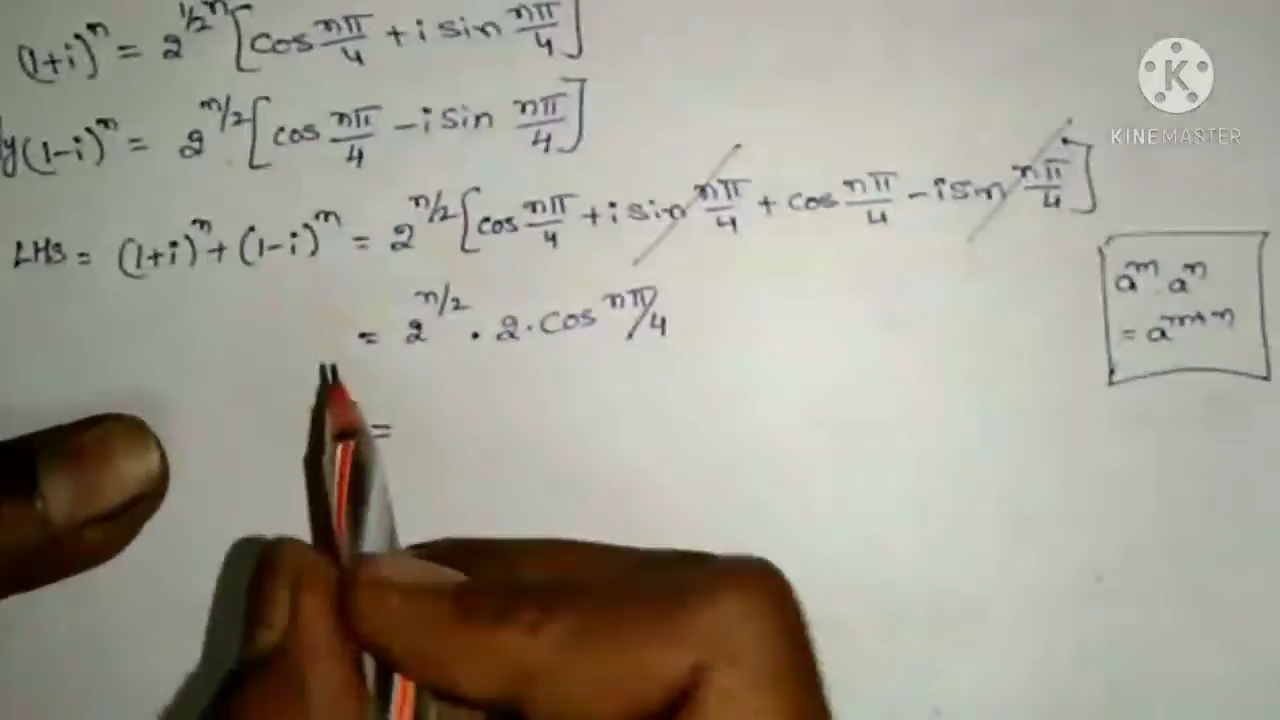 (1+i)^n = 2^{1/2 n} [cos nπ/4 + i sin nπ/4]
y (1-i)^n = 2^{n/2} [cos nπ/4 - i sin nπ/4]
LHS = (1+i)^n + (1-i)^n = 2^{n/2} [cos nπ/4 + i sin nπ/4 + cos nπ/4 - i sin nπ/4]
= 2^{n/2} . 2 . cos nπ/4
=
a^m . a^n
= a^{m+n}
K
KINEMASTER